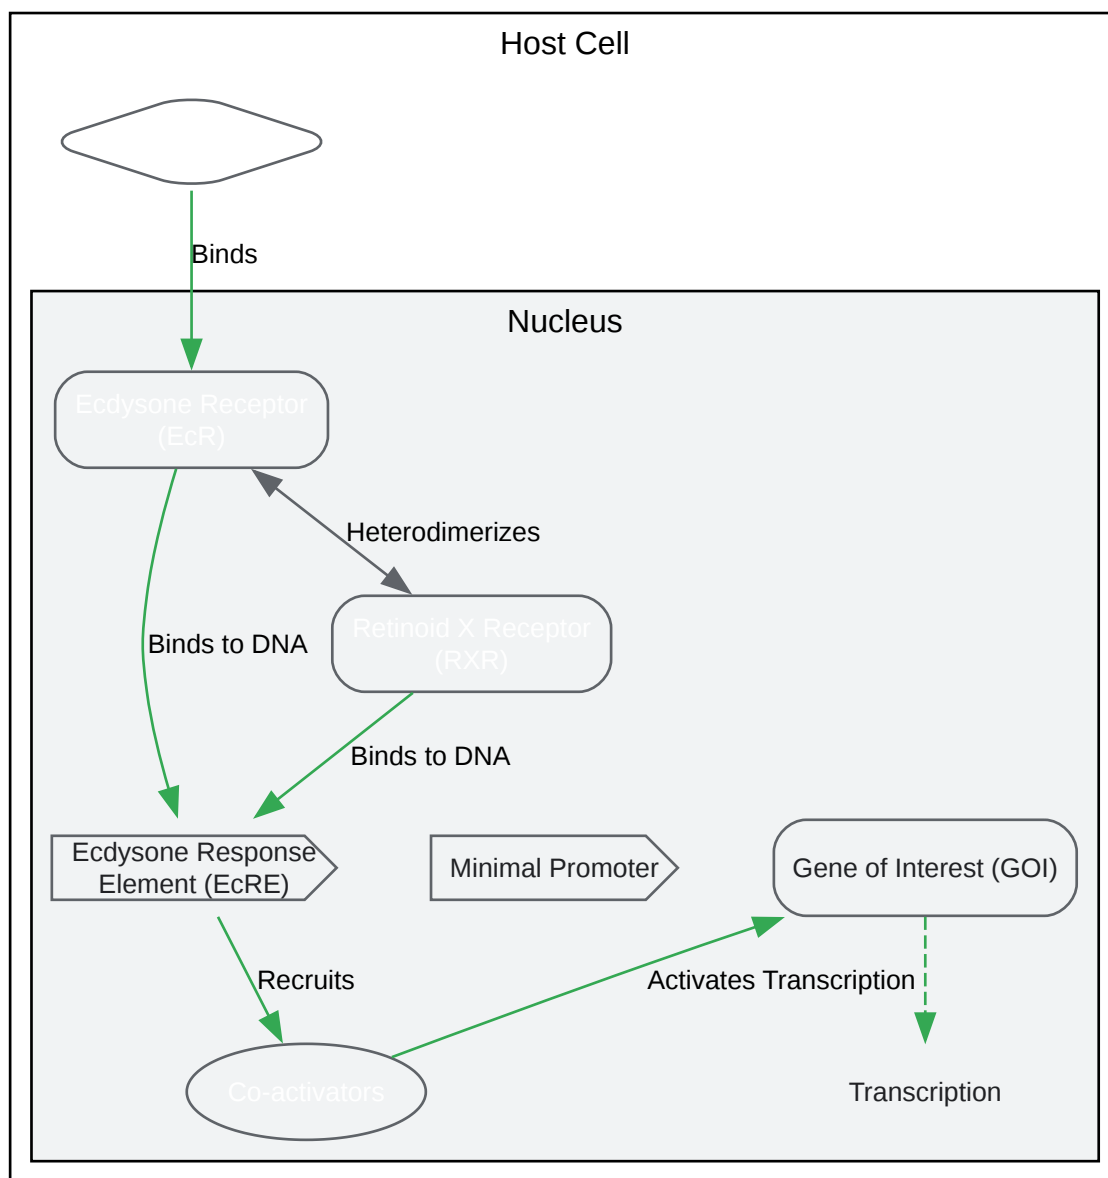 Host Cell
Binds
Nucleus
Ecdysone Receptor
(EcR)
Heterodimerizes
Retinoid X Receptor
(RXR)
Binds to DNA
Binds to DNA
Ecdysone Response
Element (EcRE)
Minimal Promoter
Gene of Interest (GOI)
Recruits
Activates Transcription
Co-activators
Transcription